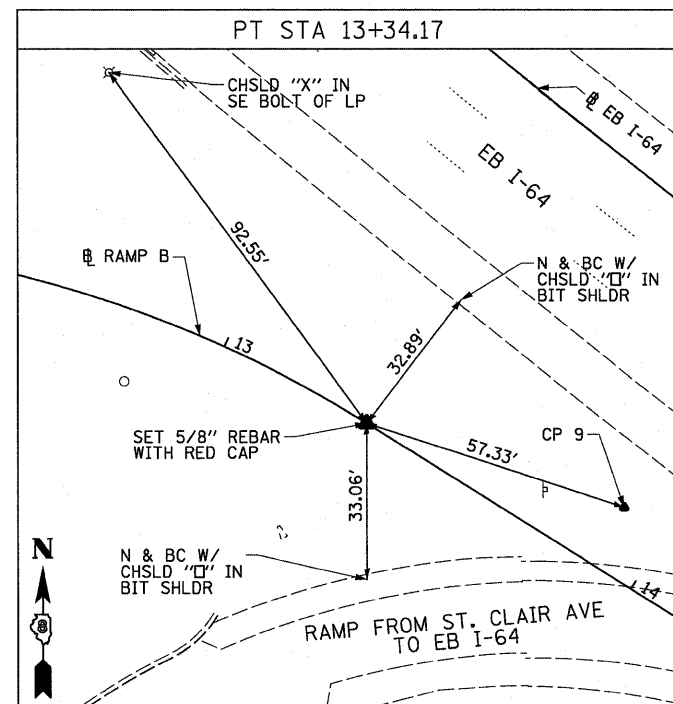 PT STA 13+34.17
CHSLD "X" IN
SE BOLT OF LP
℄ EB I-64
EB I-64
92.55'
℄ RAMP B
N & BC W/
CHSLD "□" IN
BIT SHLDR
13
32.89'
SET 5/8" REBAR
WITH RED CAP
CP 9
57.33'
33.06'
N
N & BC W/
CHSLD "□" IN
BIT SHLDR
14
8
RAMP FROM ST. CLAIR AVE
TO EB I-64